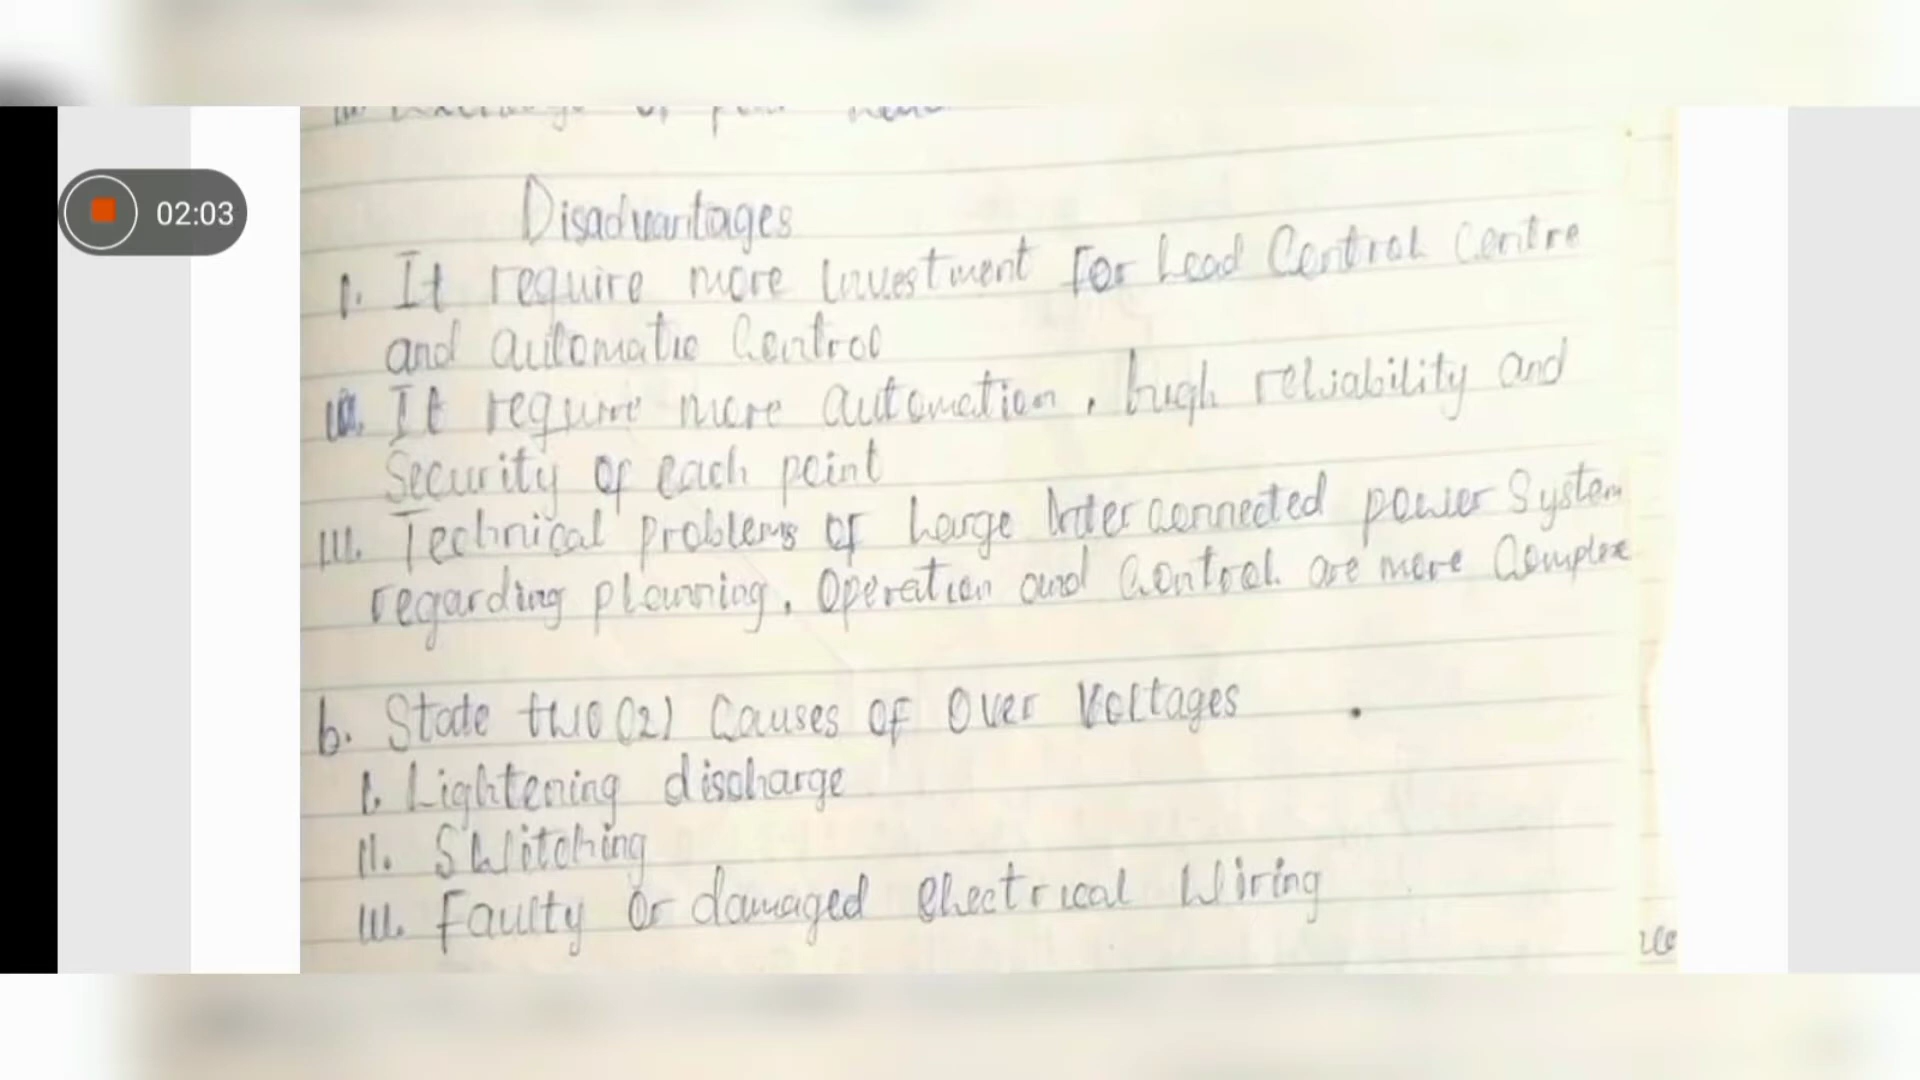 02:03
Disadvantages
I. It require more Investment for Load Control Centre
and automatic Control
II. It require more automation, high reliability and
Security of each point
III. Technical problems of Large Inter connected power System
regarding planning, Operation and Control are more Complex
b. State two (2) Causes of Over Voltages
I. Lightening discharge
II. Switching
III. Faulty or damaged electrical Wiring